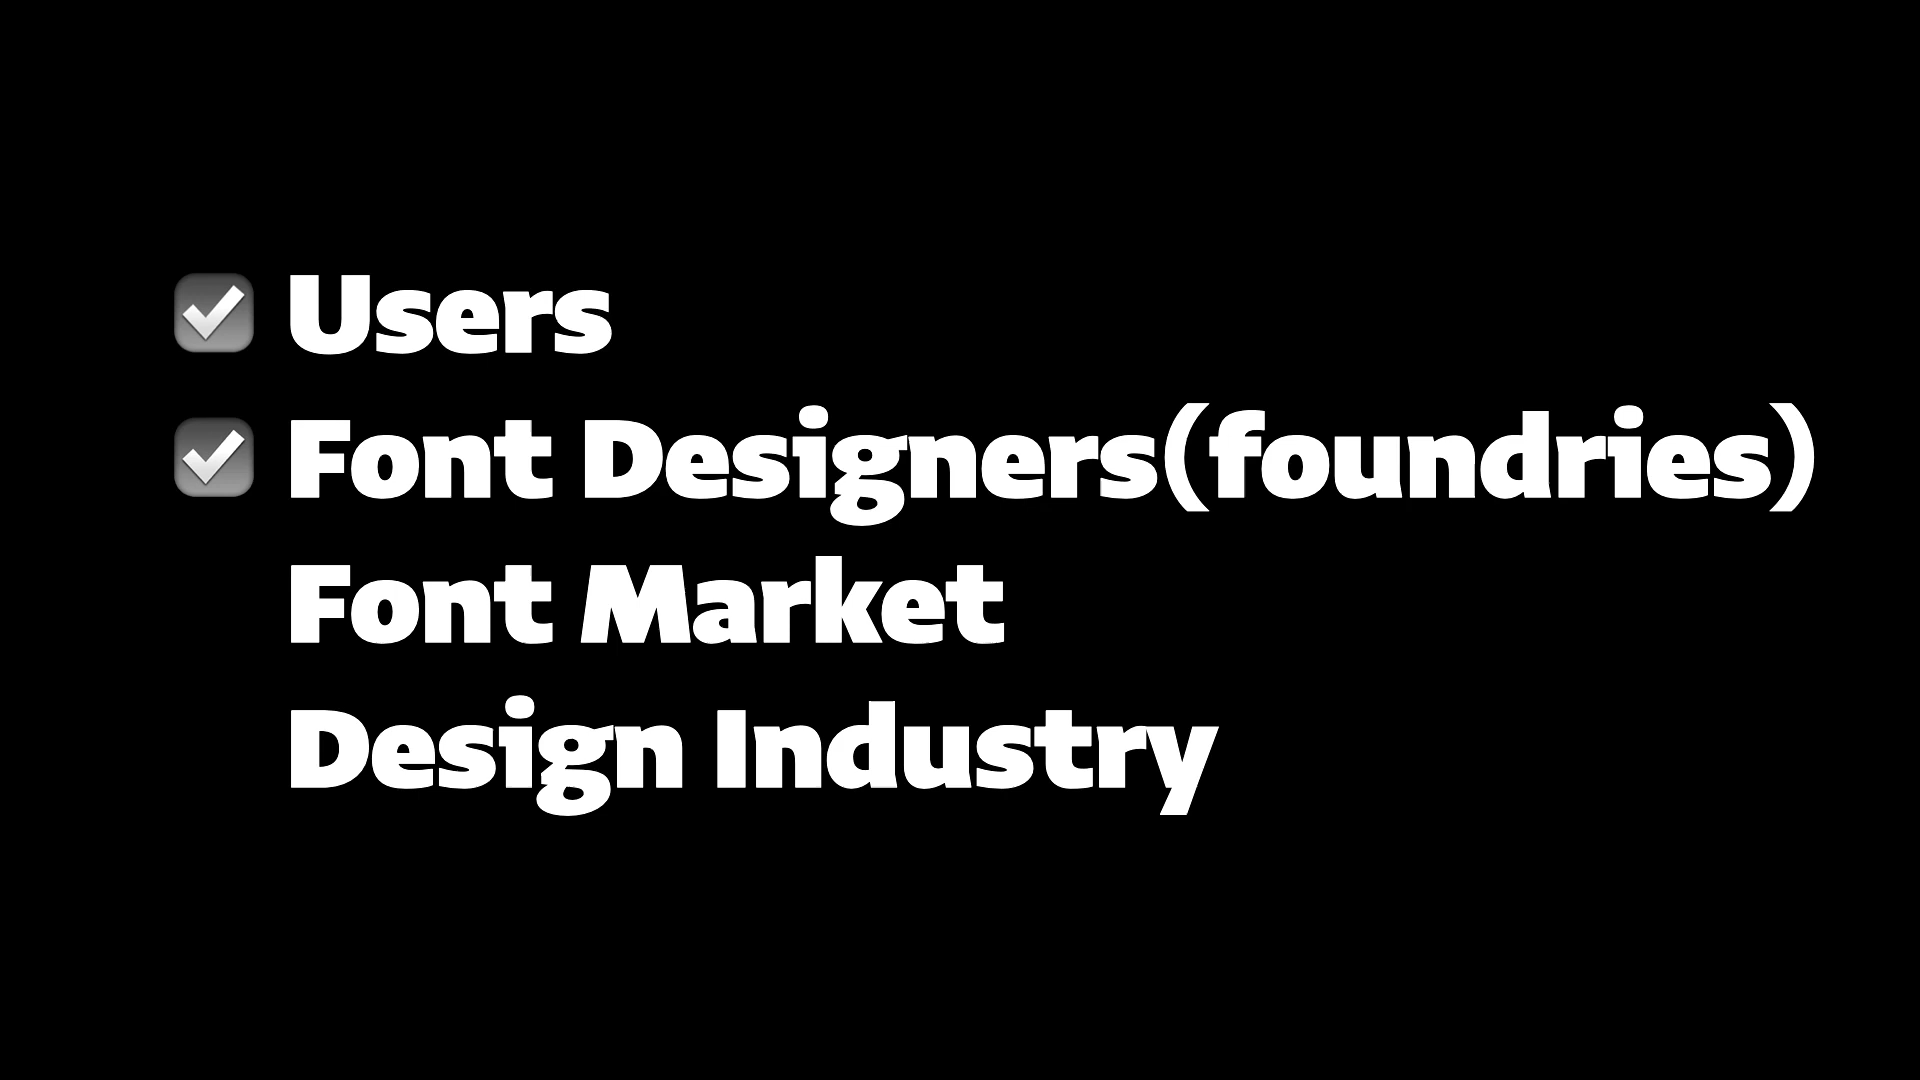 ☑ Users
☑ Font Designers(foundries)
Font Market
Design Industry